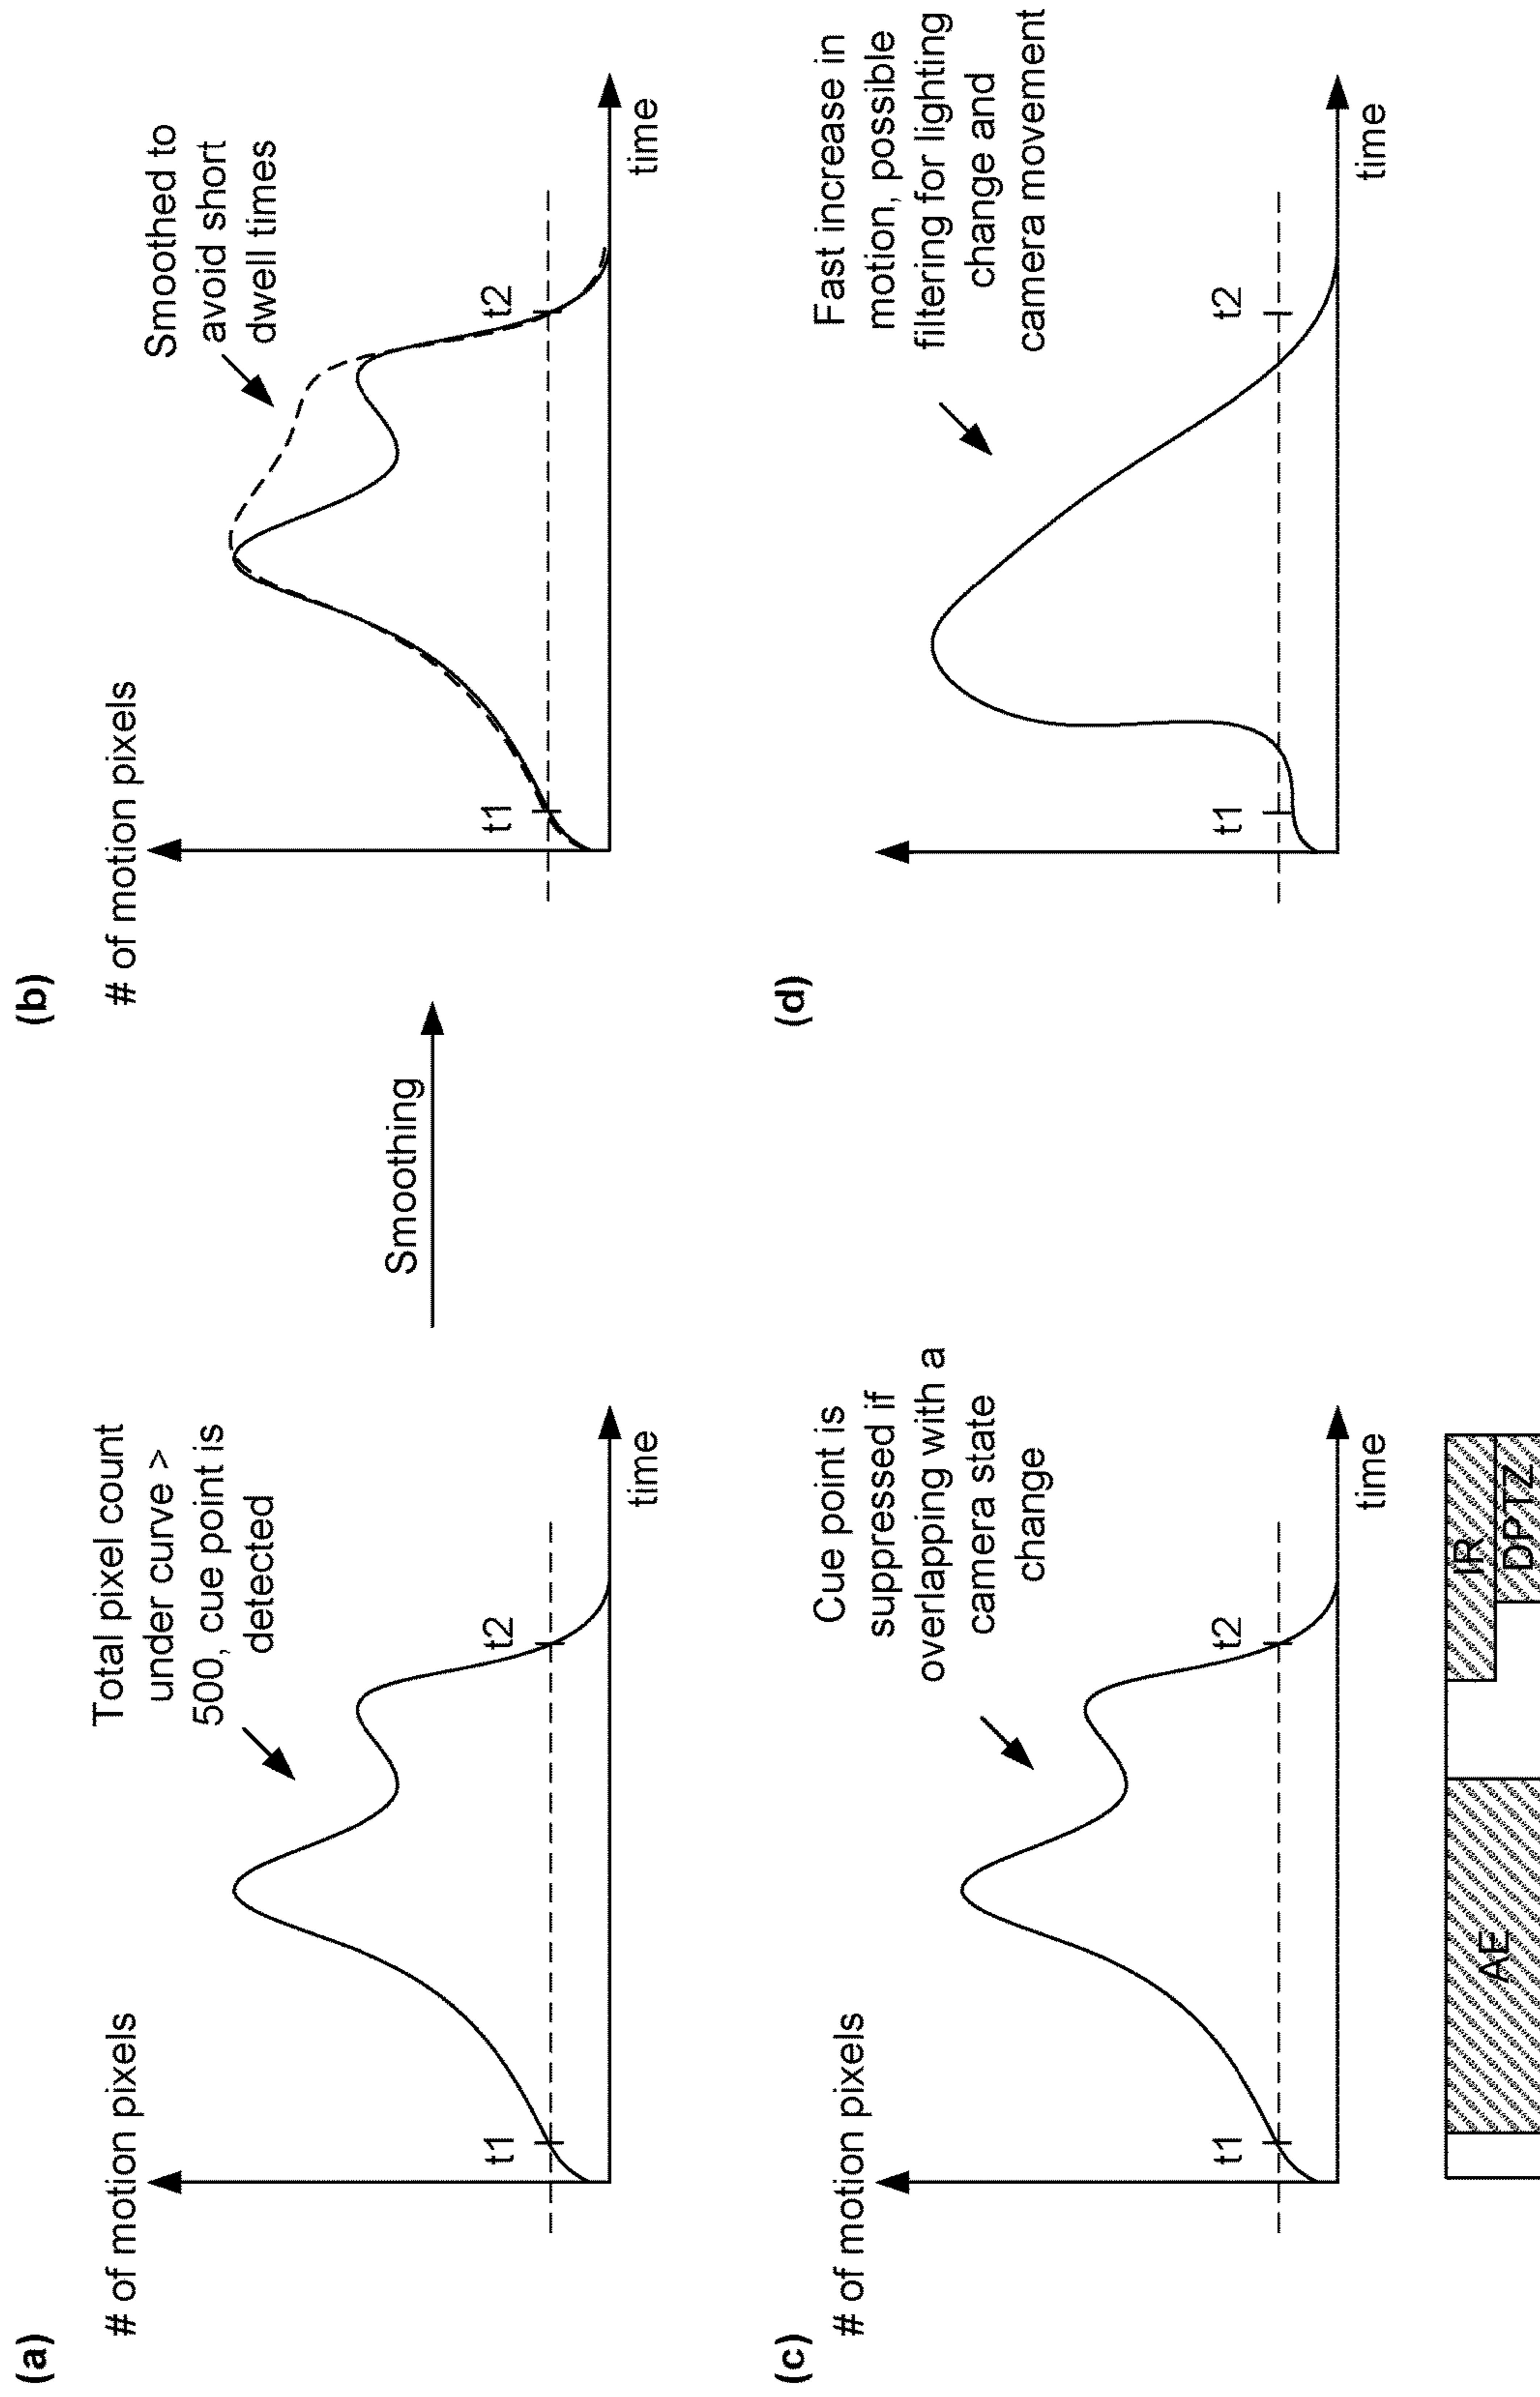 (a)
# of motion pixels
Total pixel count
under curve >
500, cue point is
detected
t1
t2
time
Smoothing
(b)
# of motion pixels
Smoothed to
avoid short
dwell times
t1
t2
time
(c)
# of motion pixels
Cue point is
suppressed if
overlapping with a
camera state
change
t1
t2
time
AE
IR
DPTZ
(d)
Fast increase in
motion, possible
filtering for lighting
change and
camera movement
t1
t2
time